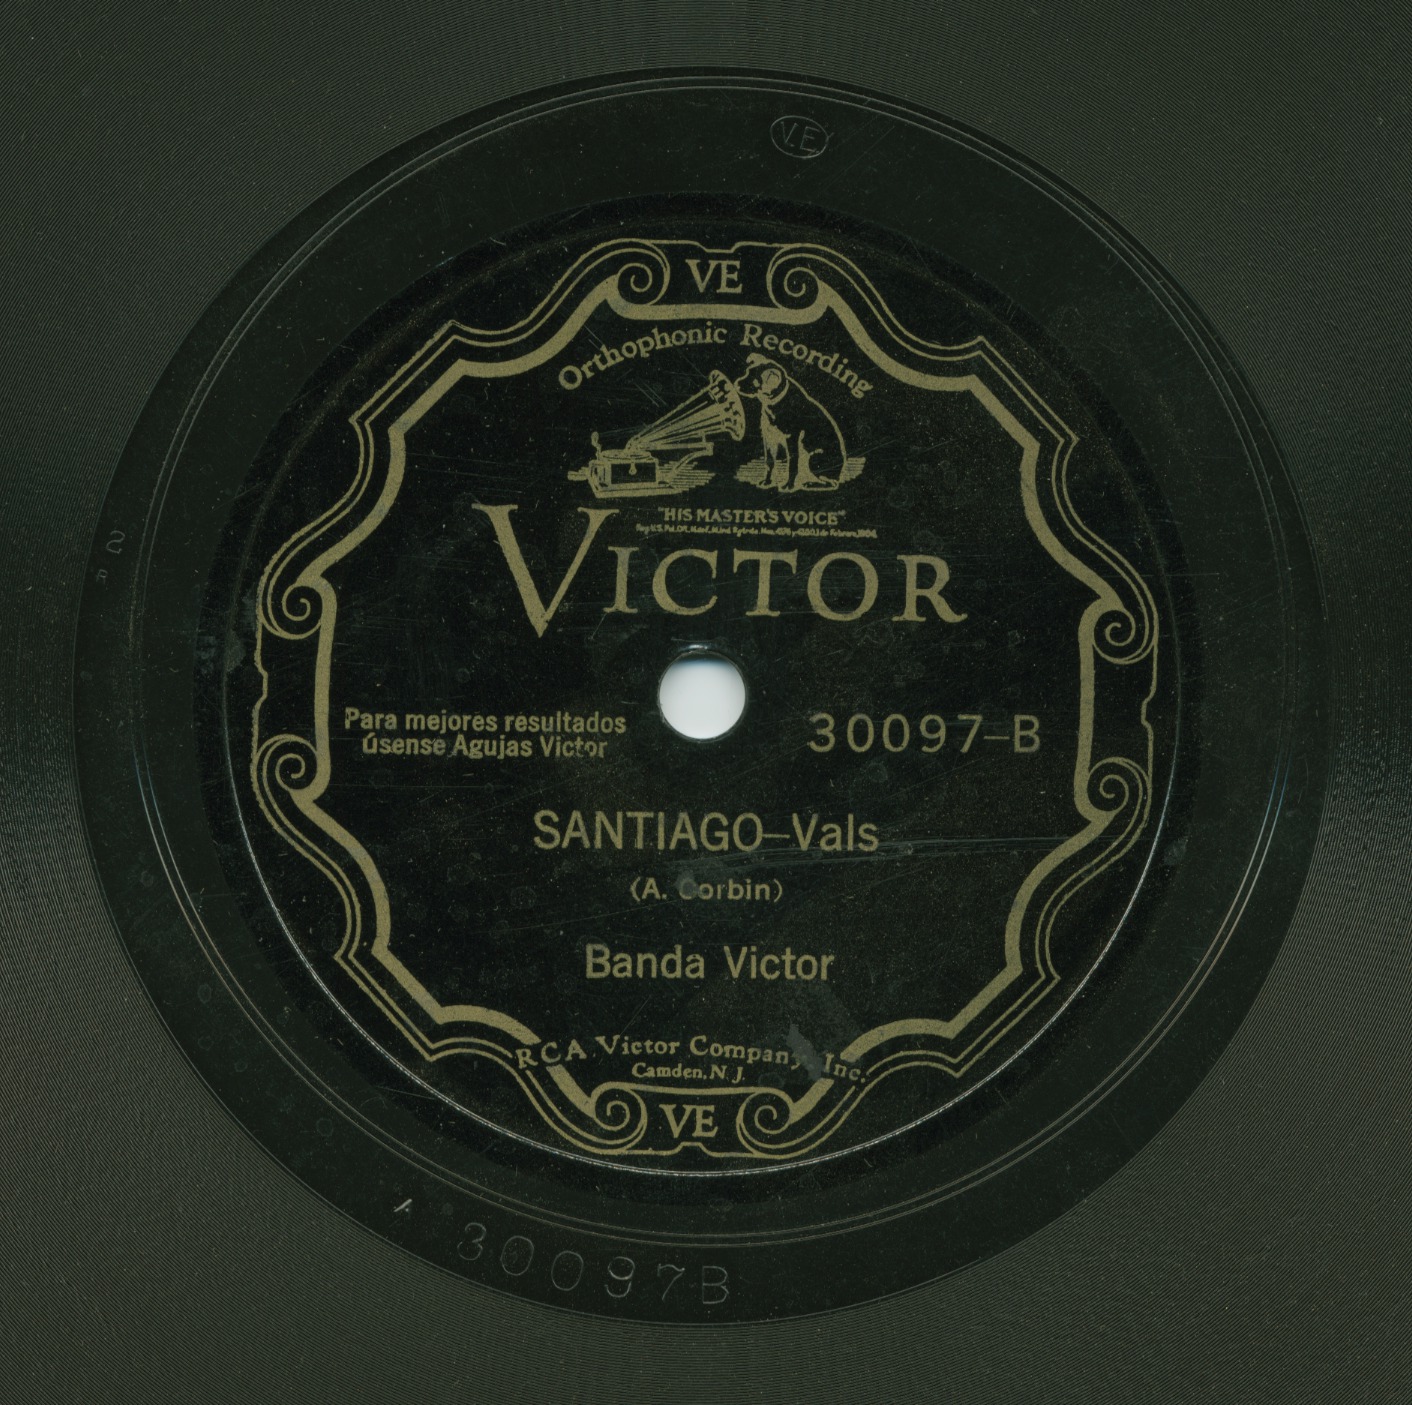 V.E.
VE
Orthophonic Recording
"HIS MASTER'S VOICE"
VICTOR
Para mejores resultados
úsense Agujas Victor
30097-B
SANTIAGO-Vals
(A. Corbin)
Banda Victor
RCA Victor Company, Inc.
Camden, N. J.
VE
A 30097B
2
R